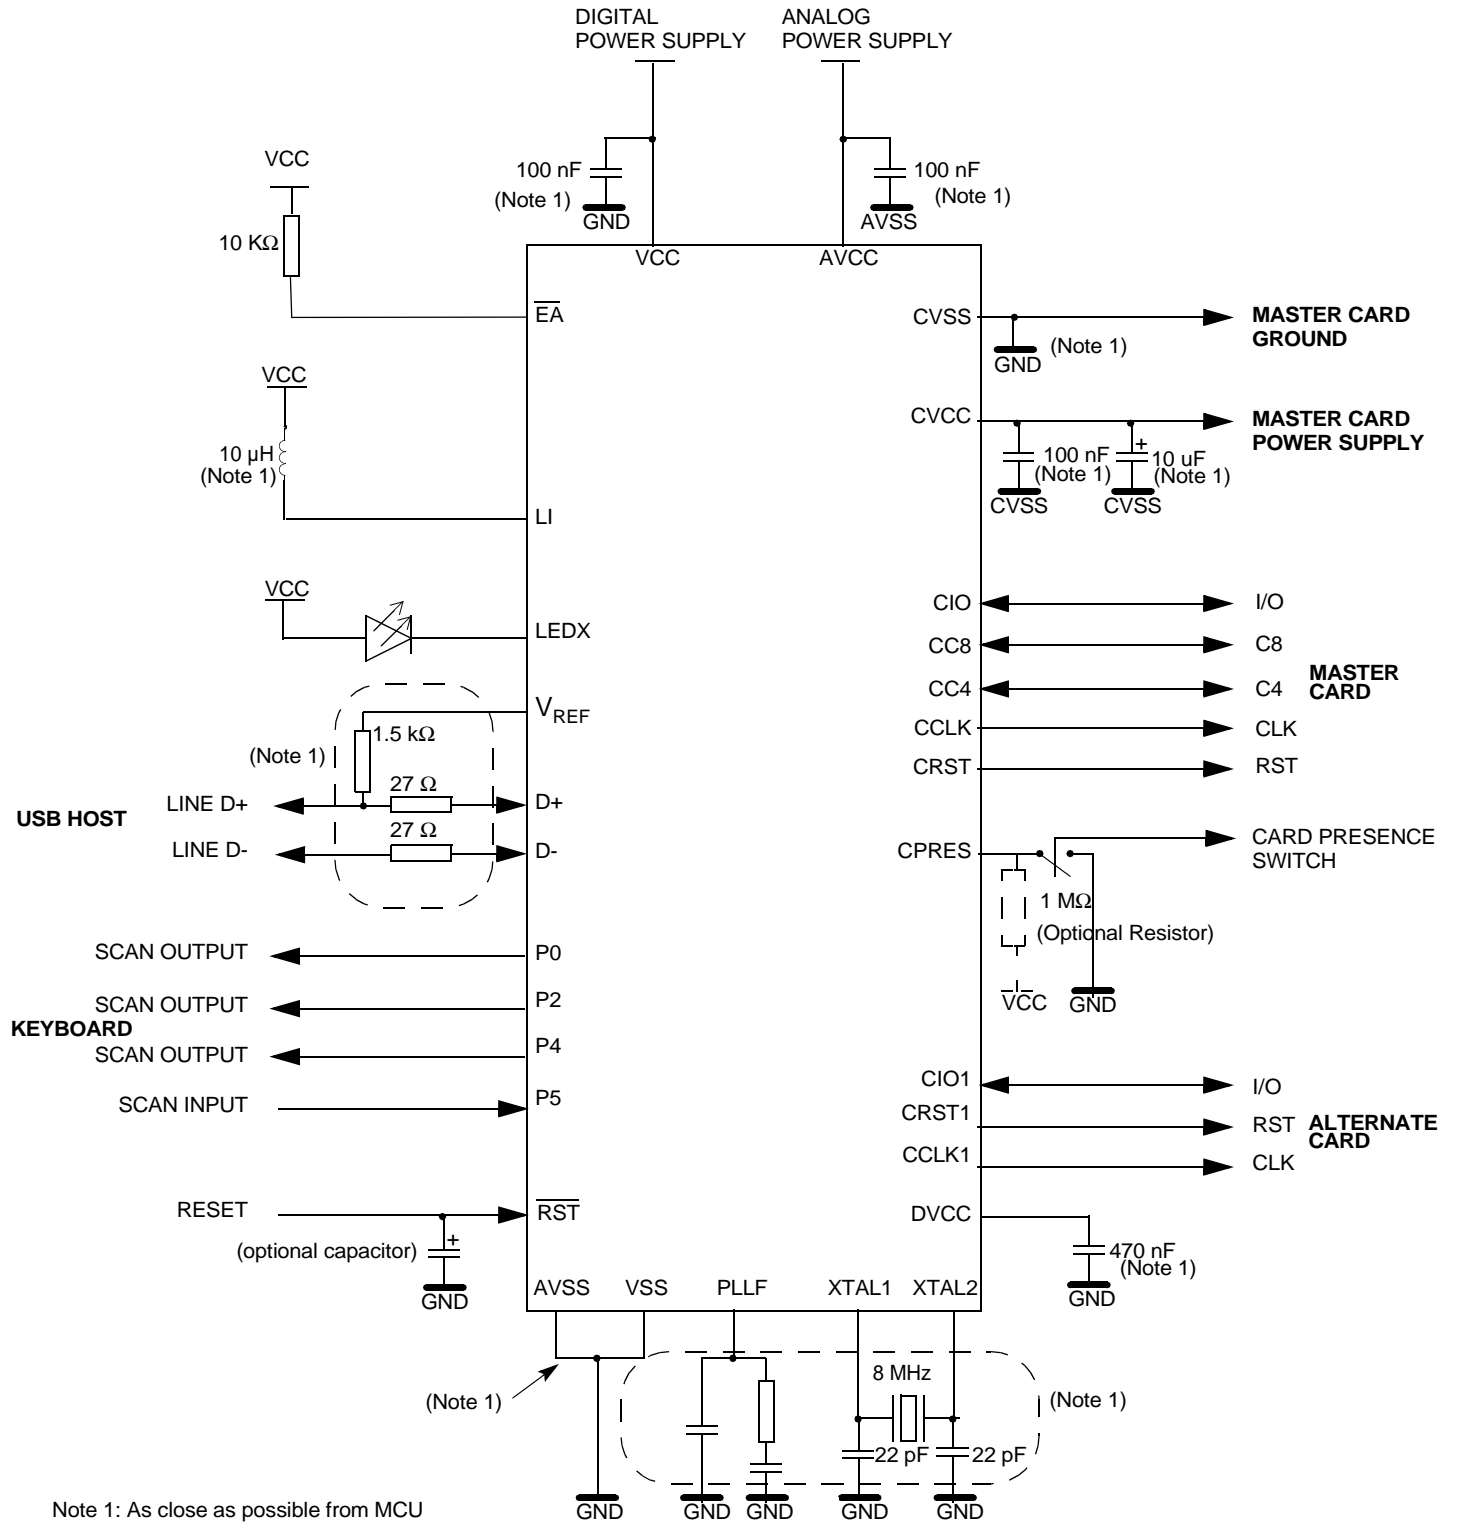 DIGITAL
POWER SUPPLY
ANALOG
POWER SUPPLY
VCC
100 nF
(Note 1)
GND
100 nF
(Note 1)
AVSS
10 KΩ
VCC
AVCC
EA
CVSS
MASTER CARD
GROUND
(Note 1)
GND
VCC
CVCC
MASTER CARD
POWER SUPPLY
10 µH
(Note 1)
100 nF
(Note 1)
+
10 uF
(Note 1)
CVSS
CVSS
LI
VCC
LEDX
CIO
I/O
CC8
C8
CC4
C4
MASTER
CARD
CCLK
CLK
CRST
RST
VREF
1.5 kΩ
(Note 1)
27 Ω
LINE D+
D+
USB HOST
27 Ω
LINE D-
D-
CPRES
CARD PRESENCE
SWITCH
1 MΩ
(Optional Resistor)
VCC
GND
SCAN OUTPUT
P0
SCAN OUTPUT
P2
KEYBOARD
SCAN OUTPUT
P4
SCAN INPUT
P5
CIO1
I/O
CRST1
RST
ALTERNATE
CARD
CCLK1
CLK
RESET
RST
DVCC
(optional capacitor)
+
GND
470 nF
(Note 1)
GND
AVSS
VSS
PLLF
XTAL1
XTAL2
8 MHz
(Note 1)
(Note 1)
22 pF
22 pF
GND
GND
GND
GND
GND
Note 1: As close as possible from MCU